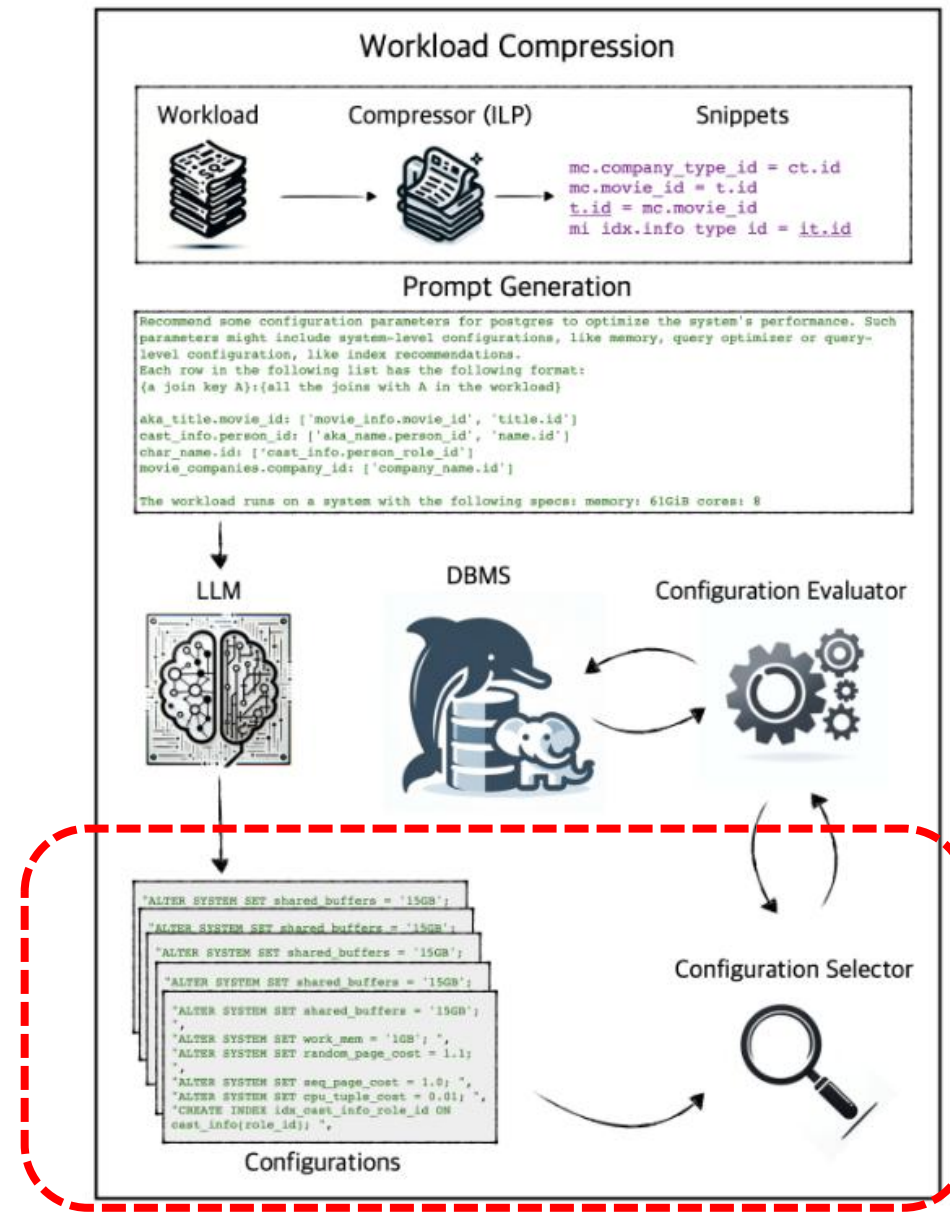 Workload Compression
Workload
Compressor (ILP)
Snippets
mc.company_type_id = ct.id
mc.movie_id = t.id
t.id = mc.movie_id
mi idx.info type id = it.id
Prompt Generation
Recommend some configuration parameters for postgres to optimize the system's performance. Such
parameters might include system-level configurations, like memory, query optimizer or query-
level configuration, like index recommendations.
Each row in the following list has the following format:
{a join key A}:{all the joins with A in the workload}
aka_title.movie_id: ['movie_info.movie_id', 'title.id']
cast_info.person_id: ['aka_name.person_id', 'name.id']
char_name.id: ['cast_info.person_role_id']
movie_companies.company_id: ['company_name.id']
The workload runs on a system with the following specs: memory: 61GiB cores: 8
LLM
DBMS
Configuration Evaluator
"ALTER SYSTEM SET shared_buffers = '15GB';
"ALTER SYSTEM SET shared_buffers = '15GB';
"ALTER SYSTEM SET shared_buffers = '15GB';
"ALTER SYSTEM SET shared_buffers = '15GB';
"ALTER SYSTEM SET shared_buffers = '15GB';
",
"ALTER SYSTEM SET work_mem = '1GB'; ",
"ALTER SYSTEM SET random_page_cost = 1.1;
",
"ALTER SYSTEM SET seq_page_cost = 1.0; ",
"ALTER SYSTEM SET cpu_tuple_cost = 0.01; ",
"CREATE INDEX idx_cast_info_role_id ON
cast_info(role_id); ",
Configuration Selector
Configurations